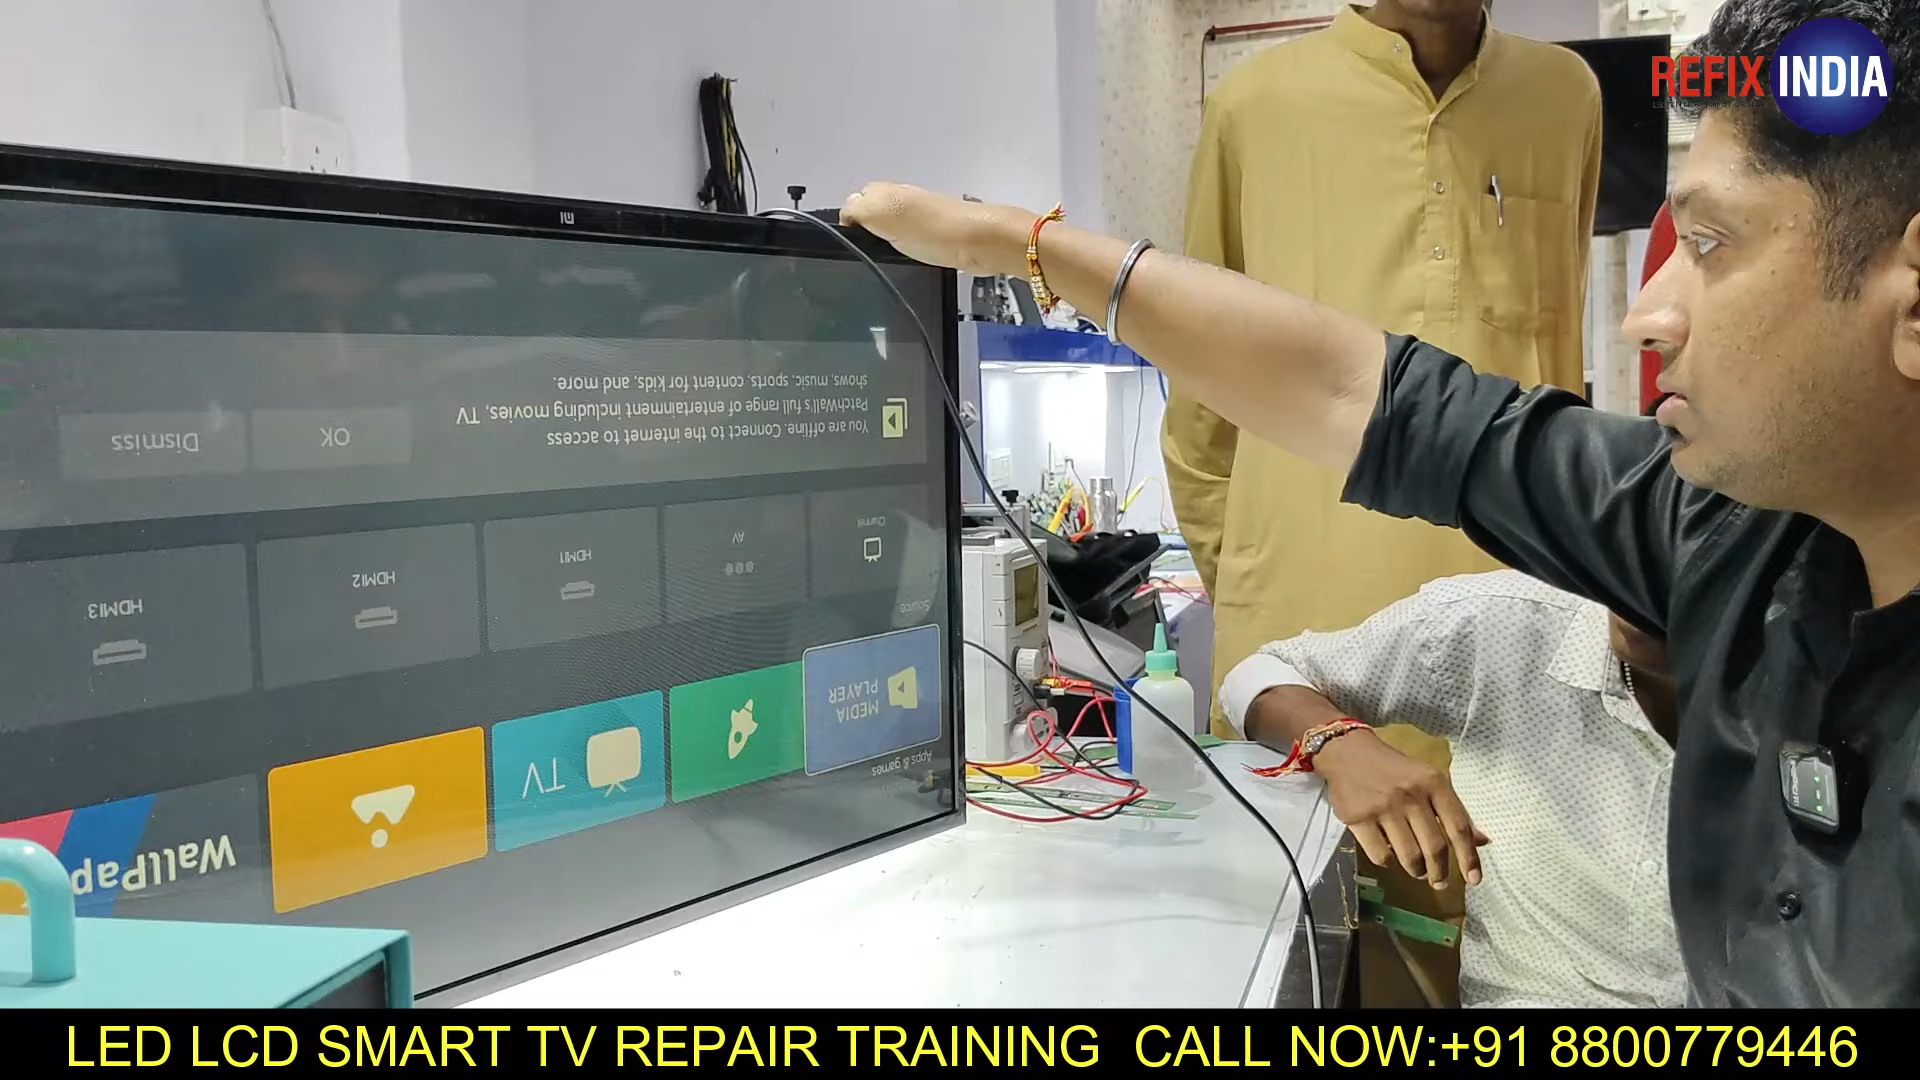 REFIX INDIA
mi
WallPap
Apps & games
MEDIA
PLAYER
TV
Source
Channel
AV
HDMI1
HDMI2
HDMI3
You are offline. Connect to the internet to access
PatchWall's full range of entertainment including movies, TV
shows, music, sports, content for kids, and more.
OK
Dismiss
LED LCD SMART TV REPAIR TRAINING CALL NOW:+91 8800779446